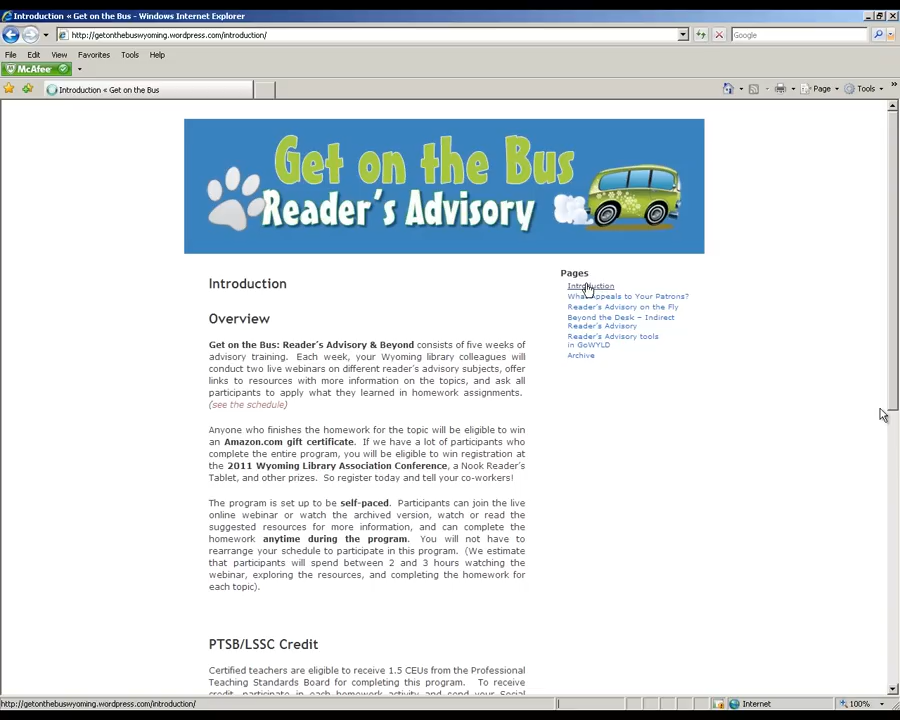 Introduction « Get on the Bus - Windows Internet Explorer
http://getonthebuswyoming.wordpress.com/introduction/
Google
File Edit View Favorites Tools Help
McAfee
Introduction « Get on the Bus
Page Tools
Get on the Bus
Reader's Advisory
Introduction
Overview
Get on the Bus: Reader's Advisory & Beyond consists of five weeks of
advisory training. Each week, your Wyoming library colleagues will
conduct two live webinars on different reader's advisory subjects, offer
links to resources with more information on the topics, and ask all
participants to apply what they learned in homework assignments.
(see the schedule)
Anyone who finishes the homework for the topic will be eligible to win
an Amazon.com gift certificate. If we have a lot of participants who
complete the entire program, you will be eligible to win registration at
the 2011 Wyoming Library Association Conference, a Nook Reader's
Tablet, and other prizes. So register today and tell your co-workers!
The program is set up to be self-paced. Participants can join the live
online webinar or watch the archived version, watch or read the
suggested resources for more information, and can complete the
homework anytime during the program. You will not have to
rearrange your schedule to participate in this program. (We estimate
that participants will spend between 2 and 3 hours watching the
webinar, exploring the resources, and completing the homework for
each topic).
PTSB/LSSC Credit
Certified teachers are eligible to receive 1.5 CEUs from the Professional
Teaching Standards Board for completing this program. To receive
credit, participate in each homework activity and send your Social
Pages
Introduction
What Appeals to Your Patrons?
Reader's Advisory on the Fly
Beyond the Desk – Indirect
Reader's Advisory
Reader's Advisory tools
in GoWYLD
Archive
http://getonthebuswyoming.wordpress.com/introduction/
Internet
100%